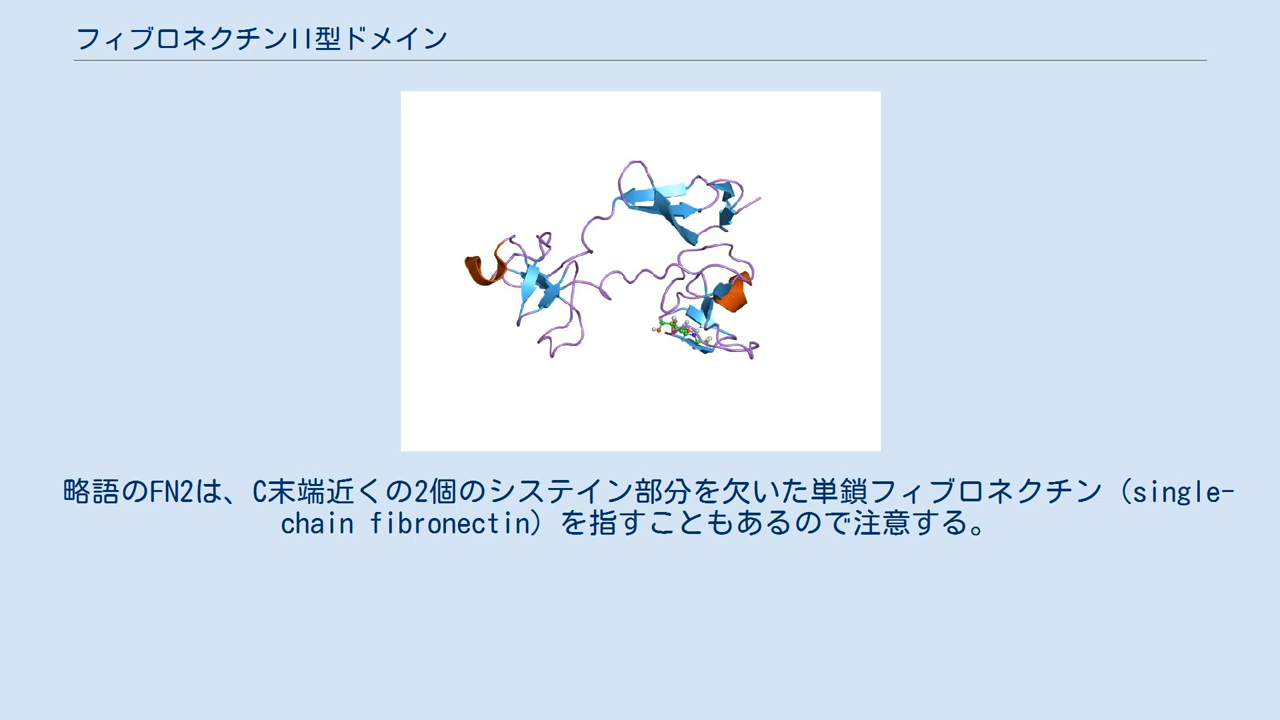 フィブロネクチンII型ドメイン
略語のFN2は、C末端近くの2個のシステイン部分を欠いた単鎖フィブロネクチン（single-
chain fibronectin）を指すこともあるので注意する。